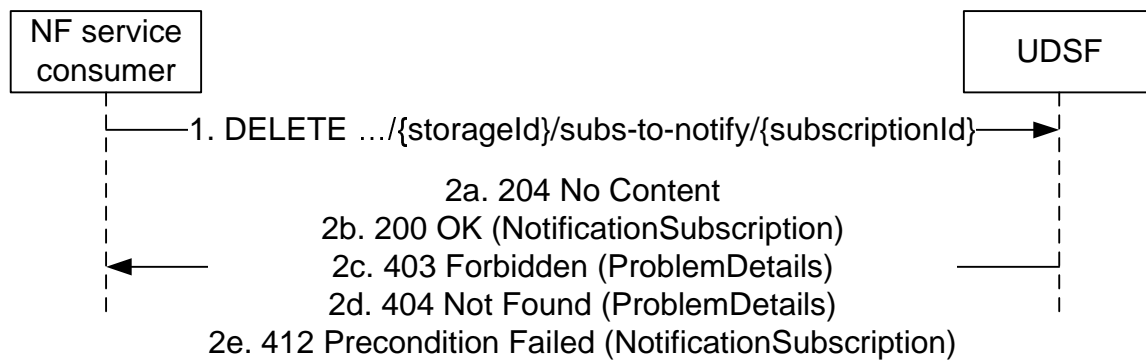 NF service
consumer
UDSF
1. DELETE …/{storageId}/subs-to-notify/{subscriptionId}
2a. 204 No Content
2b. 200 OK (NotificationSubscription)
2c. 403 Forbidden (ProblemDetails)
2d. 404 Not Found (ProblemDetails)
2e. 412 Precondition Failed (NotificationSubscription)